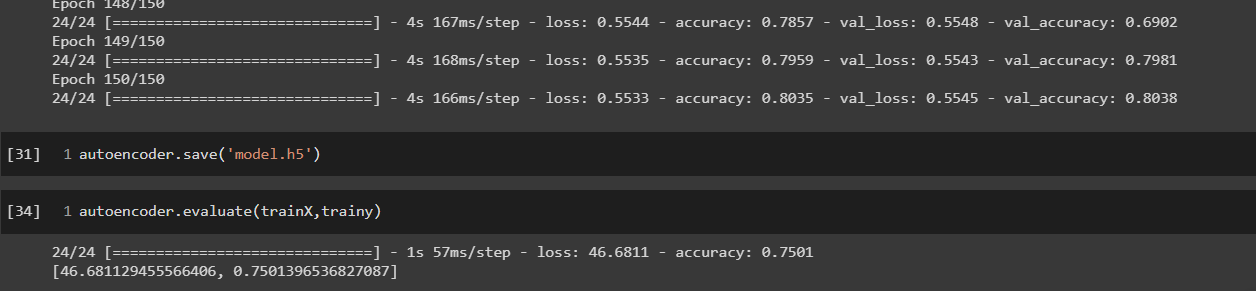 Epoch 148/150
24/24 [==============================] - 4s 167ms/step - loss: 0.5544 - accuracy: 0.7857 - val_loss: 0.5548 - val_accuracy: 0.6902
Epoch 149/150
24/24 [==============================] - 4s 168ms/step - loss: 0.5535 - accuracy: 0.7959 - val_loss: 0.5543 - val_accuracy: 0.7981
Epoch 150/150
24/24 [==============================] - 4s 166ms/step - loss: 0.5533 - accuracy: 0.8035 - val_loss: 0.5545 - val_accuracy: 0.8038
[31] 1 autoencoder.save('model.h5')
[34] 1 autoencoder.evaluate(trainX,trainy)
24/24 [==============================] - 1s 57ms/step - loss: 46.6811 - accuracy: 0.7501
[46.681129455566406, 0.7501396536827087]